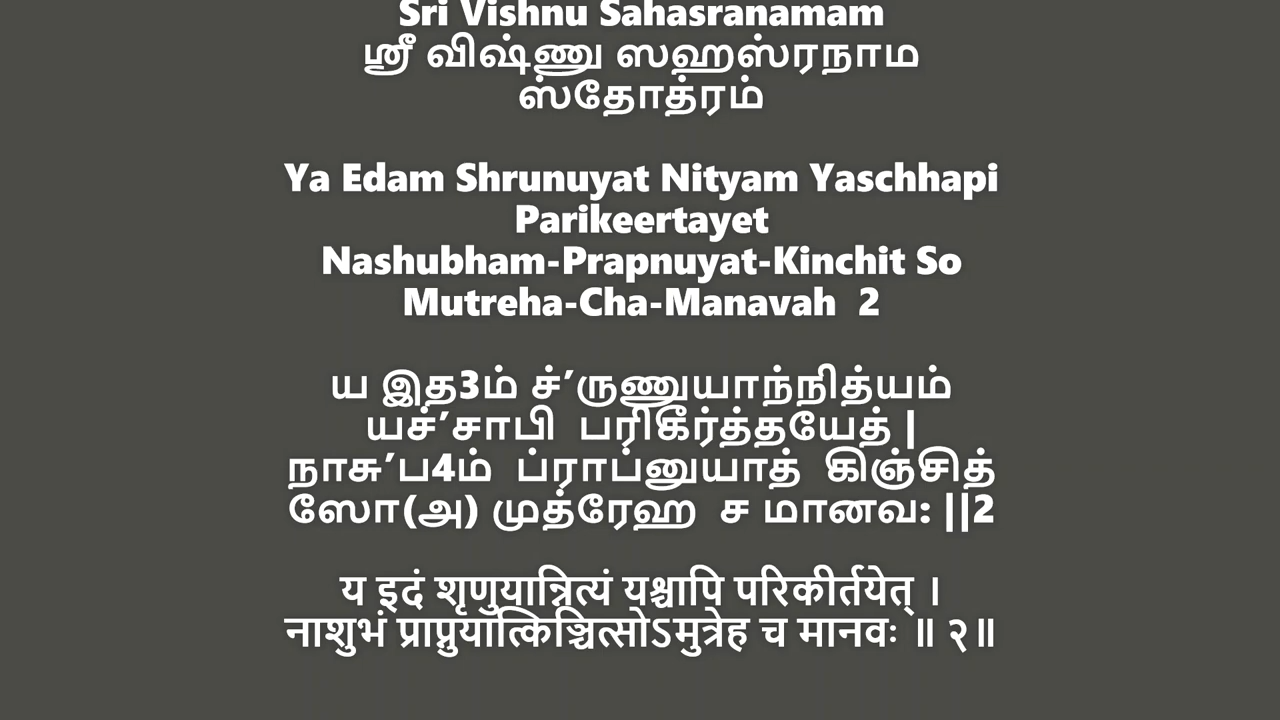 Sri Vishnu Sahasranamam
ஸ்ரீ விஷ்ணு ஸஹஸ்ரநாம
ஸ்தோத்ரம்
Ya Edam Shrunuyat Nityam Yaschhapi
Parikeertayet
Nashubham-Prapnuyat-Kinchit So
Mutreha-Cha-Manavah 2
ய இத3ம் ச்’ருணுயாந்நித்யம்
யச்’சாபி பரிகீர்த்தயேத் |
நாசு’ப4ம் ப்ராப்னுயாத் கிஞ்சித்
ஸோ(அ) முத்ரேஹ ச மானவ: ||2
य इदं शृणुयान्नित्यं यश्चापि परिकीर्तयेत् ।
नाशुभं प्राप्नुयात्किञ्चित्सोऽमुत्रेह च मानवः ॥ २॥